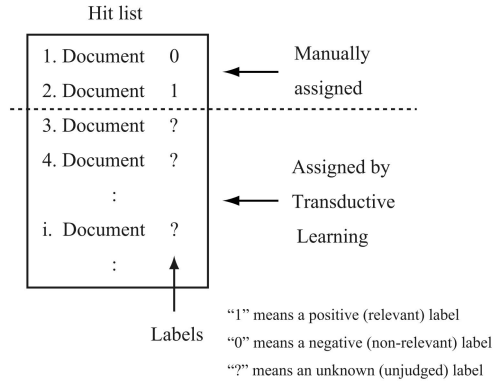 Hit list
1. Document 0
2. Document 1
3. Document ?
4. Document ?
:
i. Document ?
:
Manually
assigned
Assigned by
Transductive
Learning
Labels
“1” means a positive (relevant) label
“0” means a negative (non-relevant) label
“?” means an unknown (unjudged) label